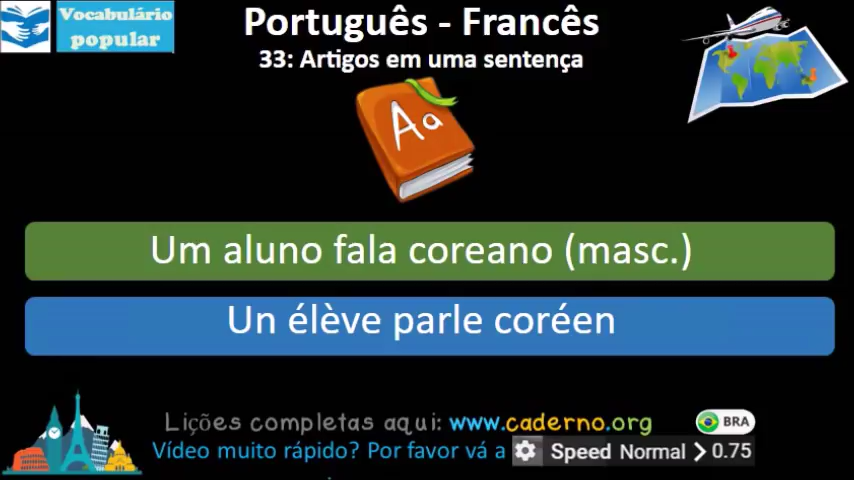 Vocabulário
popular
Português - Francês
33: Artigos em uma sentença
Aa
Um aluno fala coreano (masc.)
Un élève parle coréen
Lições completas aqui: www.caderno.org
BRA
Vídeo muito rápido? Por favor vá a Speed Normal > 0.75